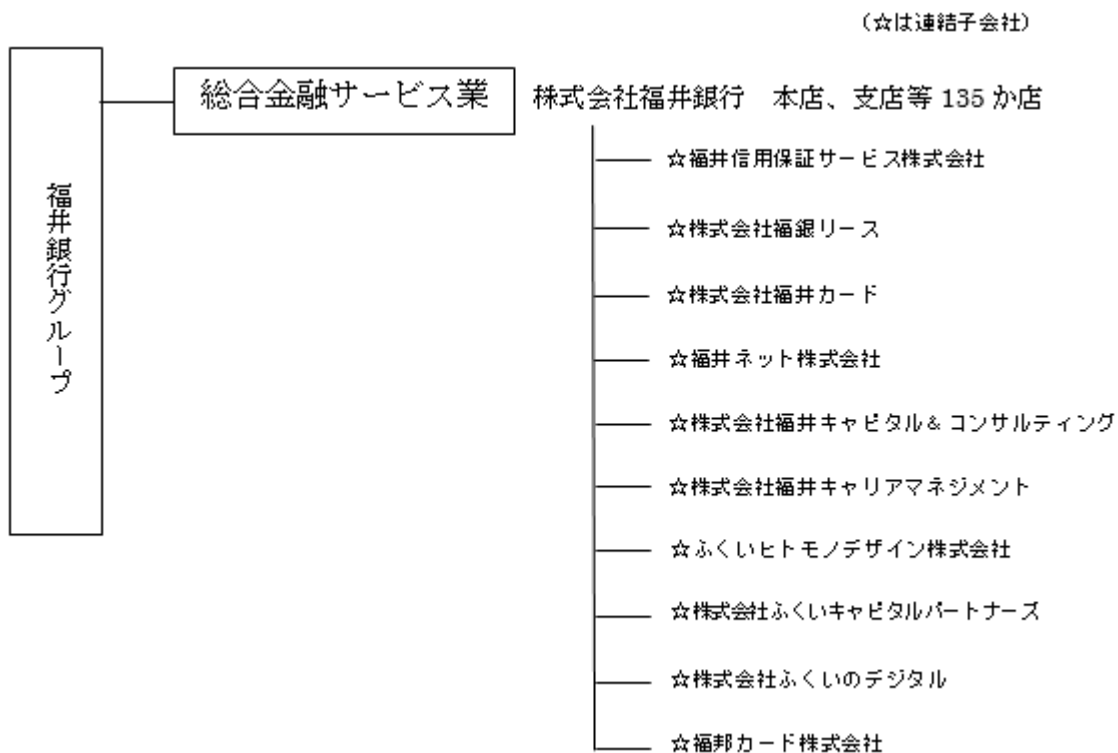 （☆は連結子会社）
福井銀行グループ
総合金融サービス業
株式会社福井銀行　本店、支店等 135 か店
☆福井信用保証サービス株式会社
☆株式会社福銀リース
☆株式会社福井カード
☆福井ネット株式会社
☆株式会社福井キャピタル＆コンサルティング
☆株式会社福井キャリアマネジメント
☆ふくいヒトモノデザイン株式会社
☆株式会社ふくいキャピタルパートナーズ
☆株式会社ふくいのデジタル
☆福邦カード株式会社